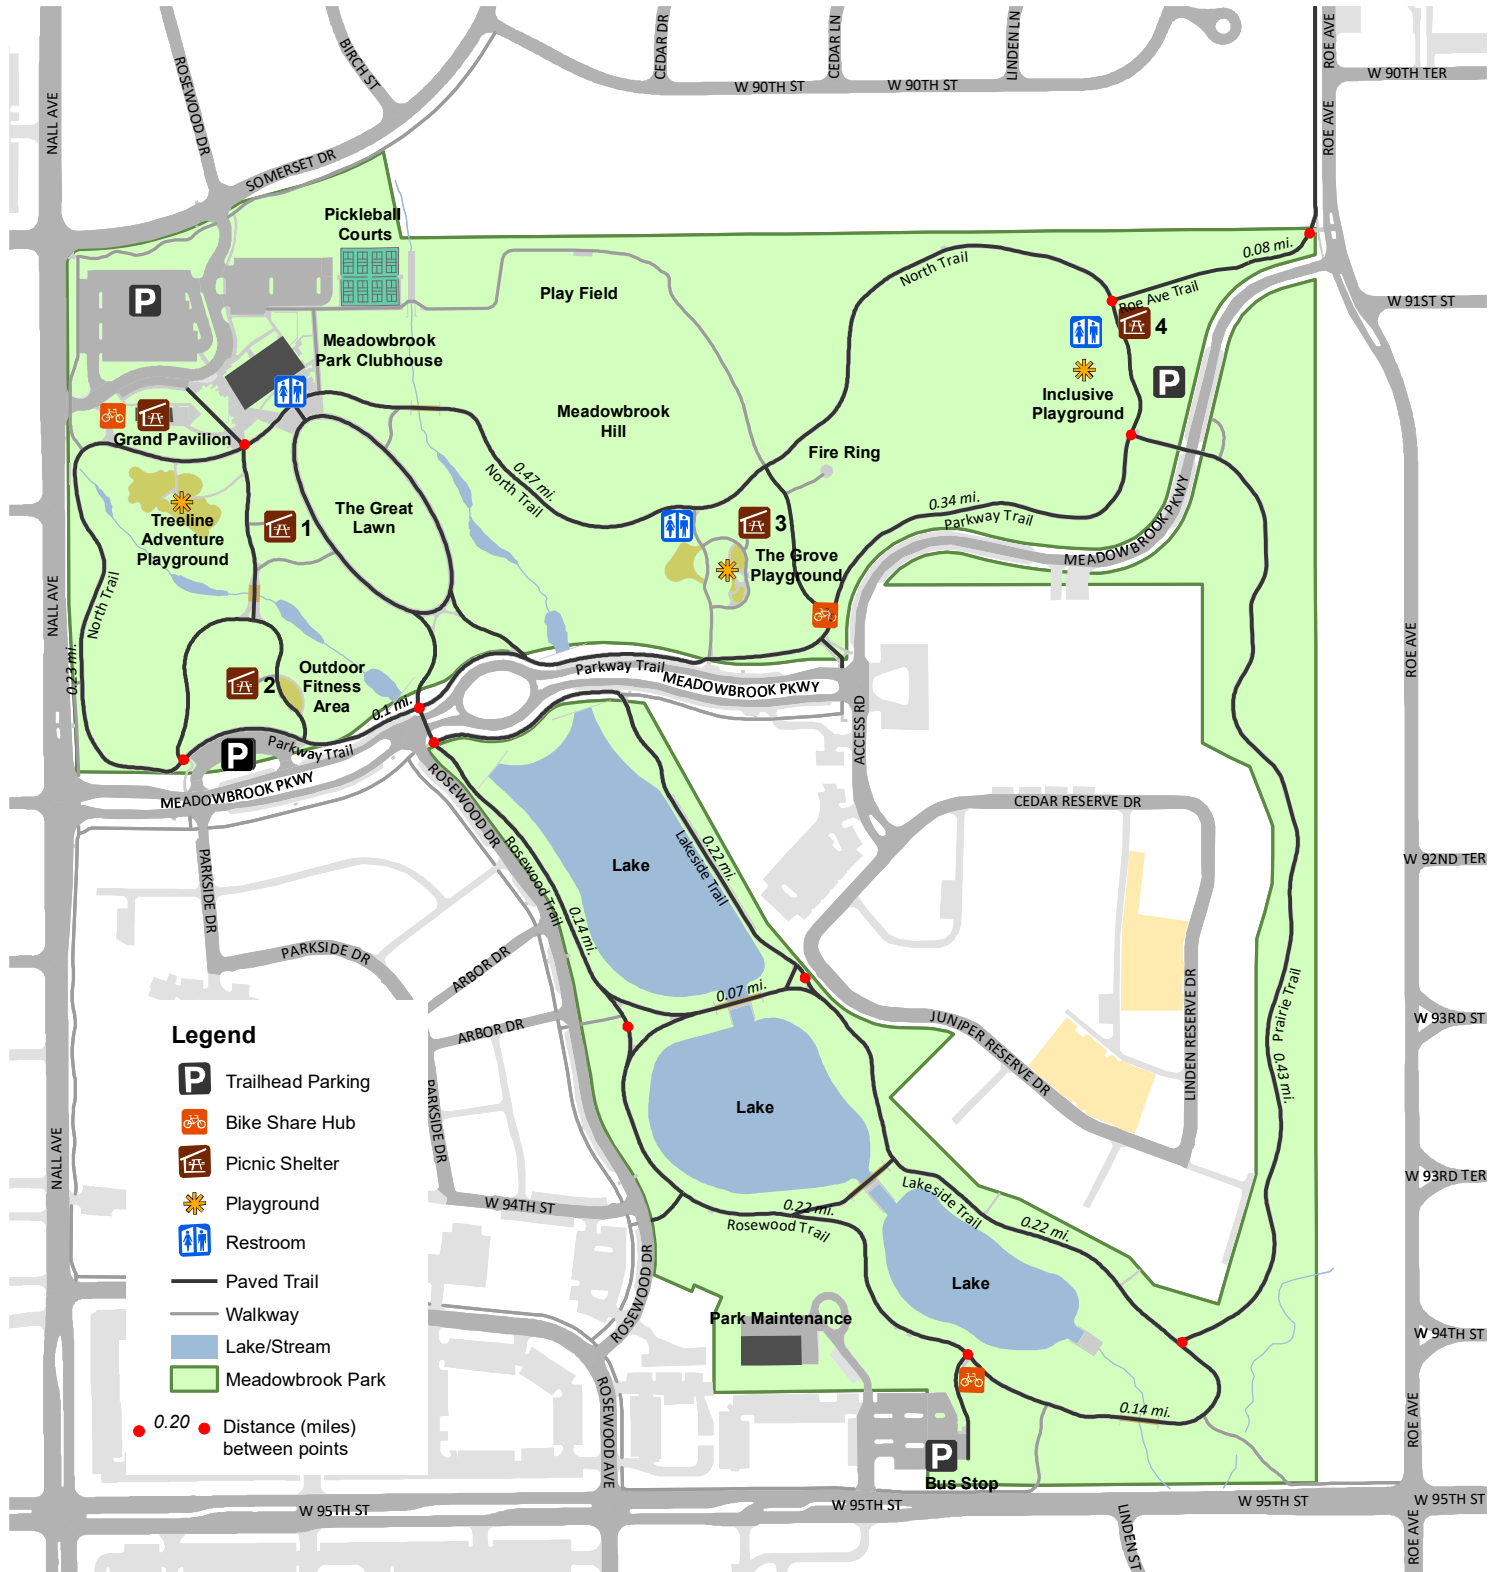 CEDAR DR
CEDAR LN
LINDEN LN
ROE AVE
W 90TH TER
W 90TH ST
W 90TH ST
NALL AVE
ROSEWOOD DR
BIRCH ST
SOMERSET DR
ROE AVE
Pickleball
Courts
0.08 mi.
North Trail
Roe Ave Trail
P
Play Field
W 91ST ST
4
Meadowbrook
Park Clubhouse
P
Inclusive
Playground
Meadowbrook
Hill
Grand Pavilion
Fire Ring
0.47 mi.
North Trail
0.34 mi.
Parkway Trail
MEADOWBROOK PKWY
The Great
Lawn
1
3
Treeline
Adventure
Playground
The Grove
Playground
NALL AVE
North Trail
0.23 mi.
ROE AVE
Outdoor
Fitness
Area
2
0.1 mi.
Parkway Trail
MEADOWBROOK PKWY
P
Parkway Trail
MEADOWBROOK PKWY
ACCESS RD
ROSEWOOD DR
Rosewood Trail
0.14 mi.
Lake
0.22 mi.
Lakeside Trail
CEDAR RESERVE DR
W 92ND TER
PARKSIDE DR
PARKSIDE DR
ARBOR DR
ARBOR DR
0.07 mi.
JUNIPER RESERVE DR
LINDEN RESERVE DR
Prairie Trail
0.43 mi.
W 93RD ST
Lake
PARKSIDE DR
NALL AVE
W 93RD TER
W 94TH ST
0.22 mi.
Rosewood Trail
Lakeside Trail
0.22 mi.
ROSEWOOD DR
Lake
Park Maintenance
W 94TH ST
ROSEWOOD AVE
0.14 mi.
ROE AVE
P
Bus Stop
W 95TH ST
W 95TH ST
W 95TH ST
W 95TH ST
LINDEN ST
ROE AVE
Legend
P Trailhead Parking
Bike Share Hub
Picnic Shelter
Playground
Restroom
Paved Trail
Walkway
Lake/Stream
Meadowbrook Park
0.20 Distance (miles)
between points